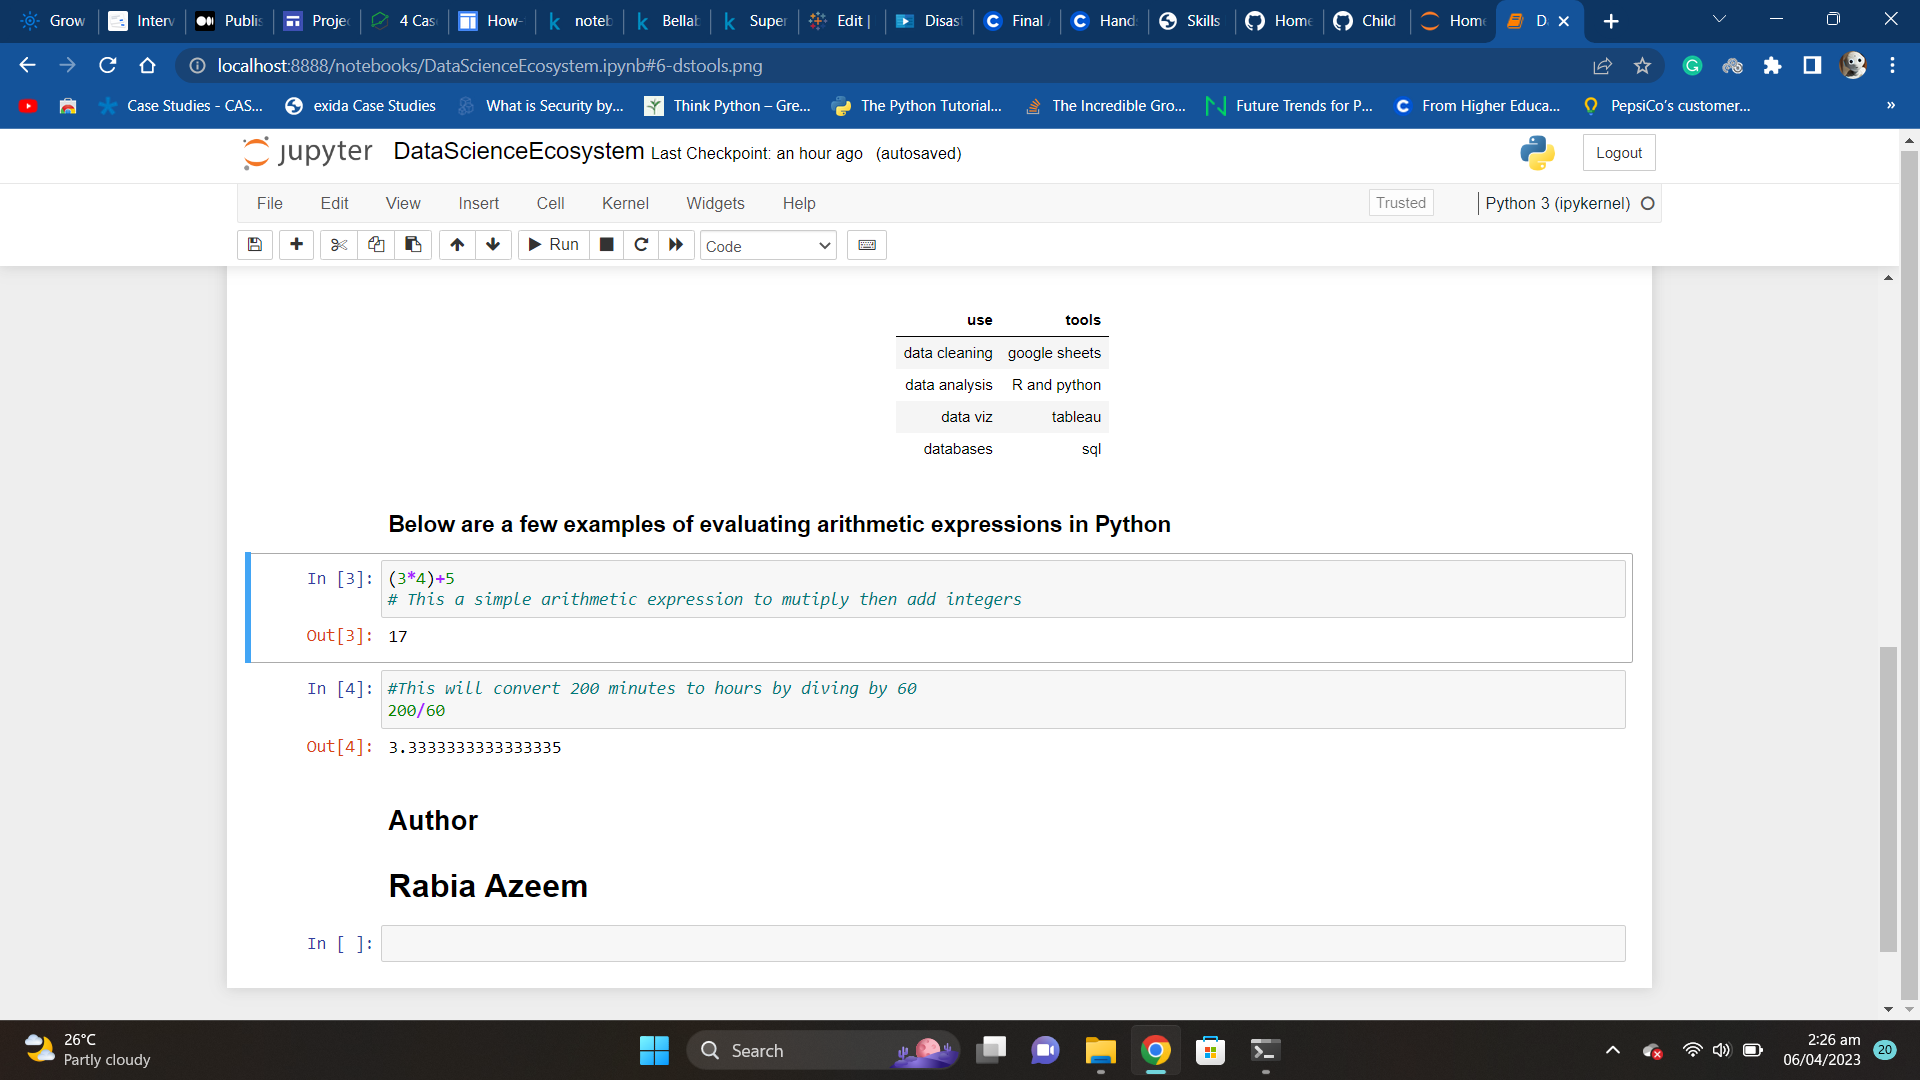 Grow
Interv
Publis
Projec
4 Cas
How-
noteb
Bellab
Super
Edit |
Disast
Final
Hands
Skills
Home
Child
Home
D
localhost:8888/notebooks/DataScienceEcosystem.ipynb#6-dstools.png
Case Studies - CAS...
exida Case Studies
What is Security by...
Think Python – Gre...
The Python Tutorial...
The Incredible Gro...
Future Trends for P...
From Higher Educa...
PepsiCo's customer...
»
jupyter DataScienceEcosystem Last Checkpoint: an hour ago (autosaved)
Logout
File Edit View Insert Cell Kernel Widgets Help
Trusted
Python 3 (ipykernel)
Run
Code
use tools
data cleaning google sheets
data analysis R and python
data viz tableau
databases sql
Below are a few examples of evaluating arithmetic expressions in Python
In [3]: (3*4)+5
# This a simple arithmetic expression to mutiply then add integers
Out[3]: 17
In [4]: #This will convert 200 minutes to hours by diving by 60
200/60
Out[4]: 3.3333333333333335
Author
Rabia Azeem
In [ ]:
26°C
Partly cloudy
Search
2:26 am
06/04/2023
20